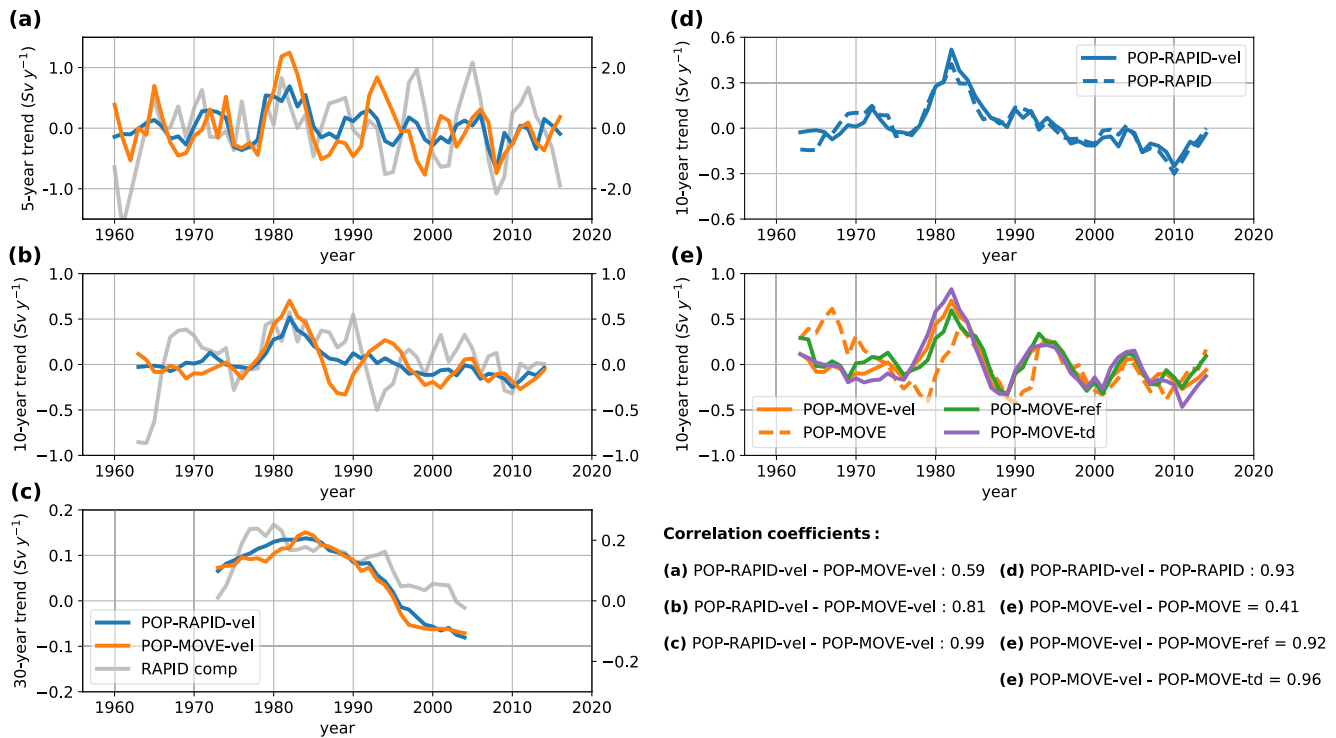 (a)
5-year trend (Sv y⁻¹)
1.0
0.0
-1.0
2.0
0.0
-2.0
1960 1970 1980 1990 2000 2010 2020
year
(b)
10-year trend (Sv y⁻¹)
1.0
0.5
0.0
−0.5
−1.0
1.0
0.5
0.0
−0.5
−1.0
1960 1970 1980 1990 2000 2010 2020
year
(c)
30-year trend (Sv y⁻¹)
0.2
0.1
0.0
−0.1
−0.2
0.2
0.0
−0.2
POP-RAPID-vel
POP-MOVE-vel
RAPID comp
1960 1970 1980 1990 2000 2010 2020
year
(d)
10-year trend (Sv y⁻¹)
0.6
0.3
0.0
−0.3
−0.6
POP-RAPID-vel
POP-RAPID
1960 1970 1980 1990 2000 2010 2020
year
(e)
10-year trend (Sv y⁻¹)
1.0
0.5
0.0
−0.5
−1.0
POP-MOVE-vel
POP-MOVE
POP-MOVE-ref
POP-MOVE-td
1960 1970 1980 1990 2000 2010 2020
year
Correlation coefficients :
(a) POP-RAPID-vel - POP-MOVE-vel : 0.59
(b) POP-RAPID-vel - POP-MOVE-vel : 0.81
(c) POP-RAPID-vel - POP-MOVE-vel : 0.99
(d) POP-RAPID-vel - POP-RAPID : 0.93
(e) POP-MOVE-vel - POP-MOVE = 0.41
(e) POP-MOVE-vel - POP-MOVE-ref = 0.92
(e) POP-MOVE-vel - POP-MOVE-td = 0.96